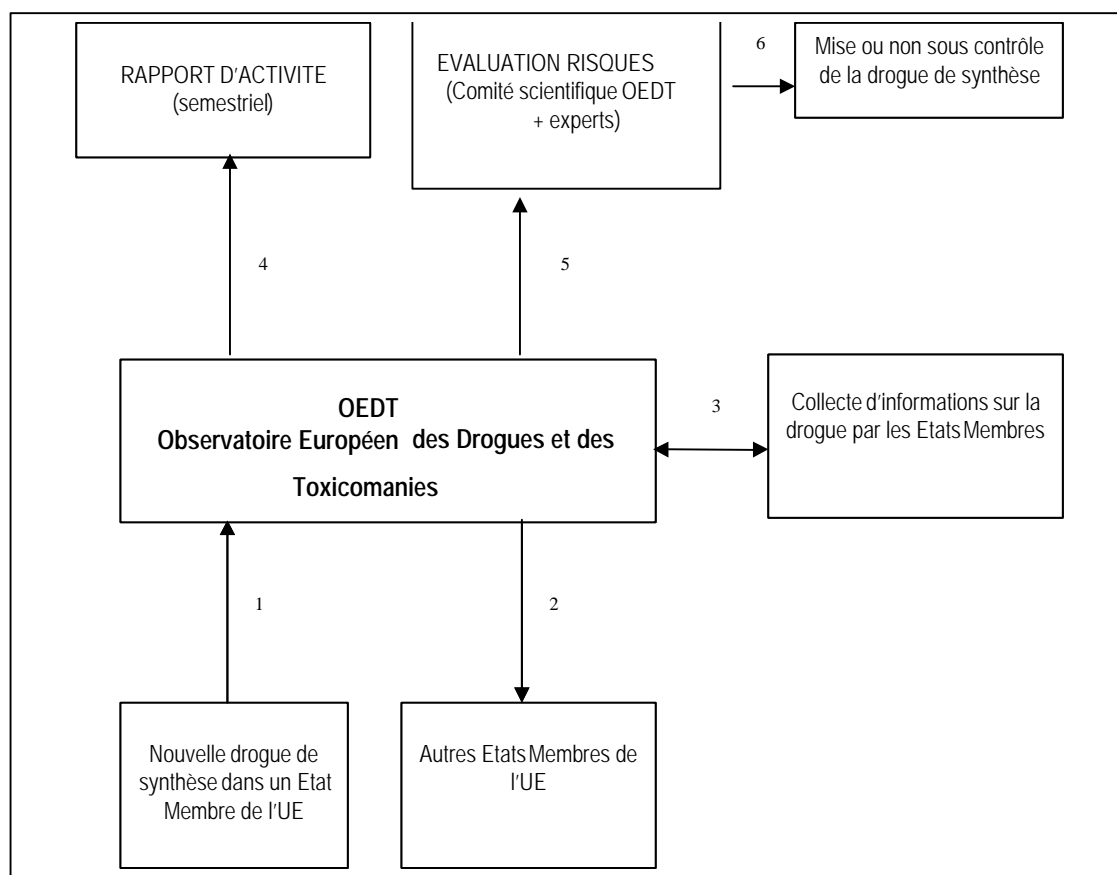 RAPPORT D'ACTIVITE
(semestriel)
EVALUATION RISQUES
(Comité scientifique OEDT
+ experts)
6
Mise ou non sous contrôle
de la drogue de synthèse
4
5
OEDT
Observatoire Européen des Drogues et des
Toxicomanies
3
Collecte d'informations sur la
drogue par les Etats Membres
1
2
Nouvelle drogue de
synthèse dans un Etat
Membre de l'UE
Autres Etats Membres de
l'UE